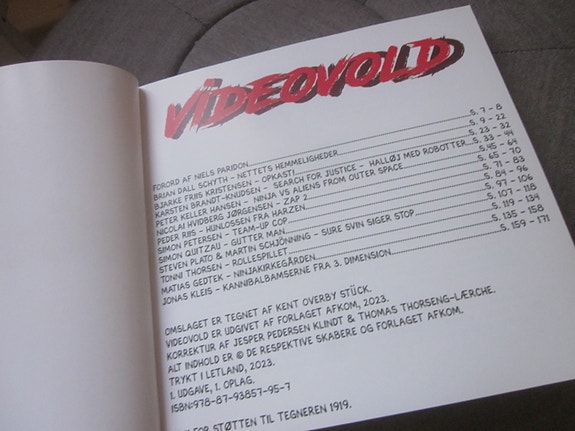 VIDEOVOLD
FORORD AF NIELS PARIDON S. 7 - 8
BRIAN DALL SCHYTH - NETTETS HEMMELIGHEDER S. 9 - 22
BJARKE FRIIS KRISTENSEN - OPKAST! S. 23 - 32
KARSTEN BRANDT-KNUDSEN - SEARCH FOR JUSTICE - HALLØJ MED ROBOTTER S. 33 - 44
PETER KELLER HANSEN - NINJA VS ALIENS FROM OUTER SPACE S.45 - 64
NICOLAI HVIDBERG JØRGENSEN - ZAP 2 S. 65 - 70
PEDER RIIS - HUNLOSSEN FRA HARZEN S. 71 - 83
SIMON PETERSEN - TEAM-UP COP S. 84 - 96
SIMON QUITZAU - GUTTER MAN S. 97 - 106
STEVEN PLATO & MARTIN SCHJÖNNING - SURE SVIN SIGER STOP S. 107 - 118
TONNI THORSEN - ROLLESPILLET S. 119 - 134
MATIAS GEDTEK - NINJAKIRKEGÅRDEN S. 135 - 158
JONAS KLEIS - KANNIBALBAMSERNE FRA 3. DIMENSION S. 159 - 171
OMSLAGET ER TEGNET AF KENT OVERBY STÜCK.
VIDEOVOLD ER UDGIVET AF FORLAGET AFKOM, 2023.
KORREKTUR AF JESPER PEDERSEN KLINDT & THOMAS THORSENG-LÆRCHE.
ALT INDHOLD ER © DE RESPEKTIVE SKABERE OG FORLAGET AFKOM.
TRYKT I LETLAND, 2023.
1. UDGAVE, 1. OPLAG.
ISBN:978-87-93857-95-7
FOR STØTTEN TIL TEGNEREN 1919.